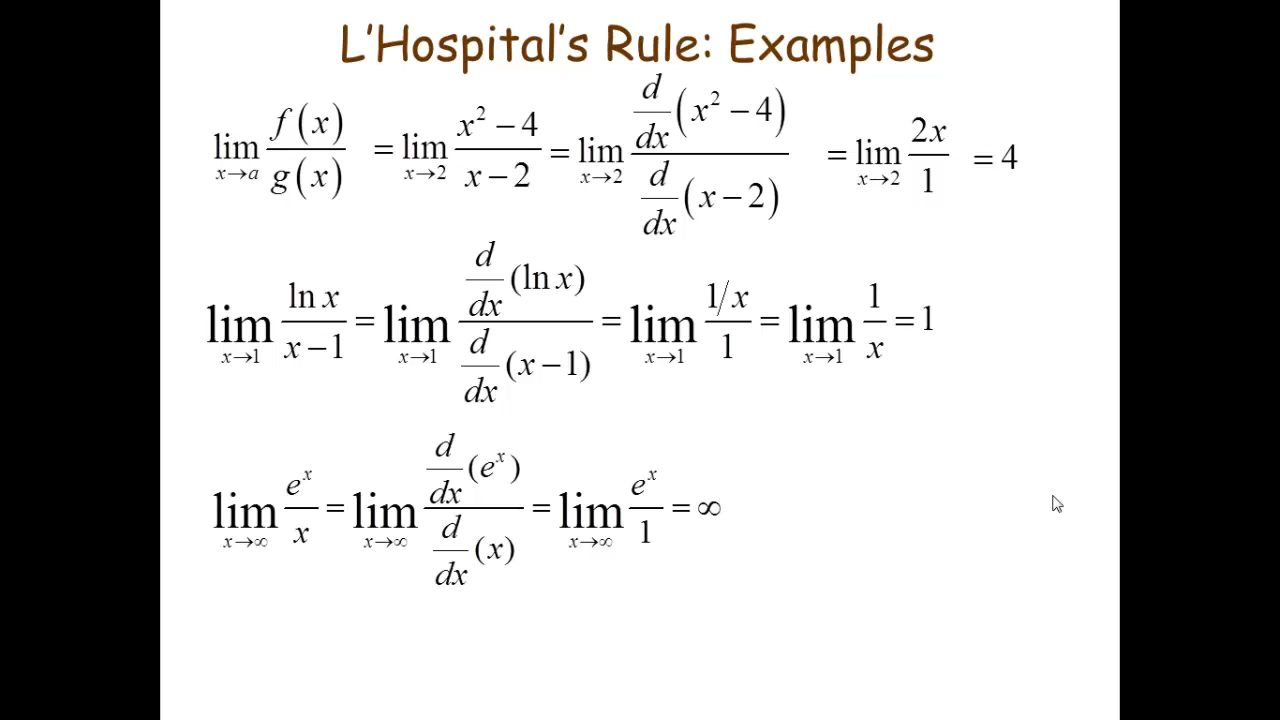 L'Hospital's Rule: Examples
lim_{x→a} f(x)/g(x) = lim_{x→2} (x² − 4)/(x − 2) = lim_{x→2} (d/dx (x² − 4))/(d/dx (x − 2)) = lim_{x→2} 2x/1 = 4
lim_{x→1} (ln x)/(x − 1) = lim_{x→1} (d/dx (ln x))/(d/dx (x − 1)) = lim_{x→1} (1/x)/1 = lim_{x→1} 1/x = 1
lim_{x→∞} e^x/x = lim_{x→∞} (d/dx (e^x))/(d/dx (x)) = lim_{x→∞} e^x/1 = ∞